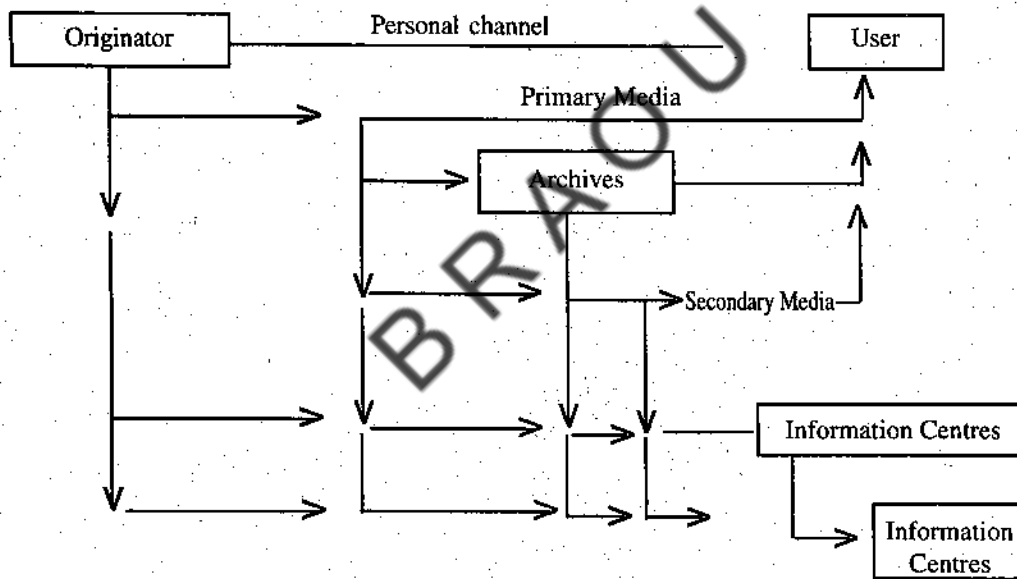 Originator
Personal channel
User
Primary Media
Archives
Secondary Media
Information Centres
Information
Centres
BRAOU